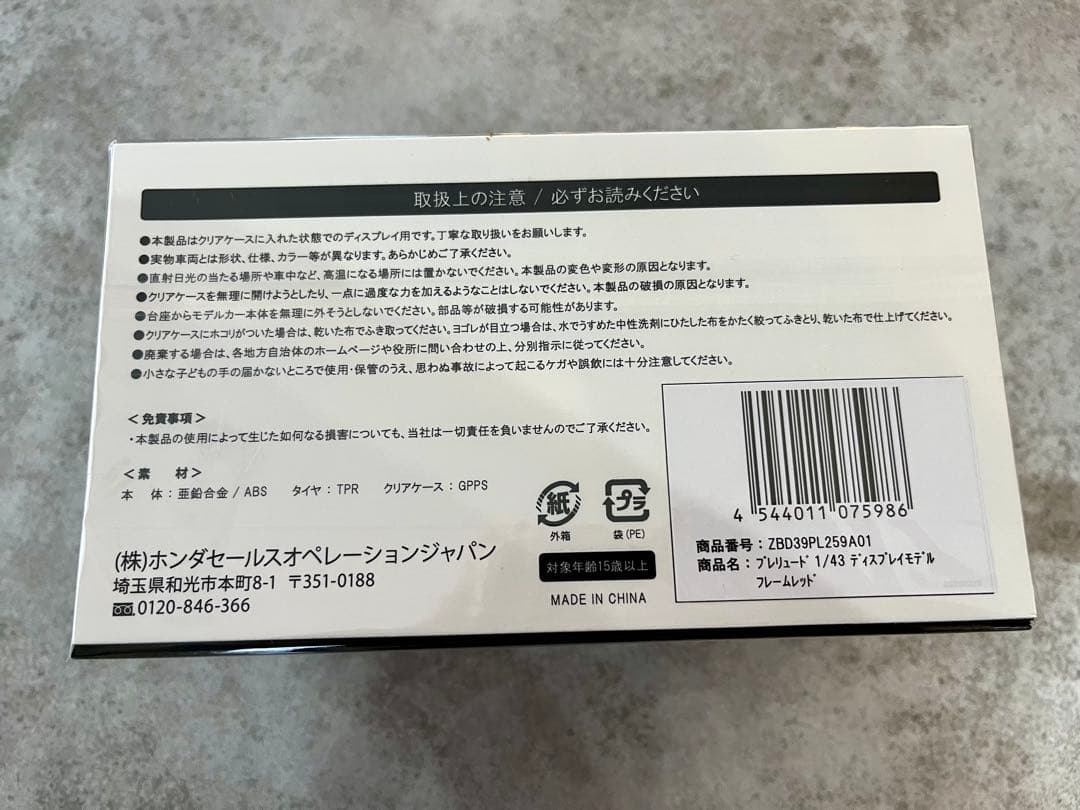 取扱上の注意 / 必ずお読みください
●本製品はクリアケースに入れた状態でのディスプレイ用です。丁寧な取り扱いをお願いします。
●実物車両とは形状、仕様、カラー等が異なります。あらかじめご了承ください。
●直射日光の当たる場所や車中など、高温になる場所には置かないでください。本製品の変色や変形の原因となります。
●クリアケースを無理に開けようとしたり、一点に過度な力を加えるようなことはしないでください。本製品の破損の原因となります。
●台座からモデルカー本体を無理に外そうとしないでください。部品等が破損する可能性があります。
●クリアケースにホコリがついた場合は、乾いた布でふき取ってください。ヨゴレが目立つ場合は、水でうすめた中性洗剤にひたした布をかたく絞ってふきとり、乾いた布で仕上げてください。
●廃棄する場合は、各地方自治体のホームページや役所に問い合わせの上、分別指示に従ってください。
●小さな子どもの手の届かないところで使用・保管のうえ、思わぬ事故によって起こるケガや誤飲には十分注意してください。
＜免責事項＞
・本製品の使用によって生じた如何なる損害についても、当社は一切責任を負いませんのでご了承ください。
＜素　材＞
本　体：亜鉛合金 / ABS　タイヤ：TPR　クリアケース：GPPS
紙
外箱
プラ
袋(PE)
対象年齢15歳以上
MADE IN CHINA
(株)ホンダセールスオペレーションジャパン
埼玉県和光市本町8-1 〒351-0188
0120-846-366
4 544011 075986
商品番号：ZBD39PL259A01
商品名：プレリュード 1/43 ディスプレイモデル
フレームレッド